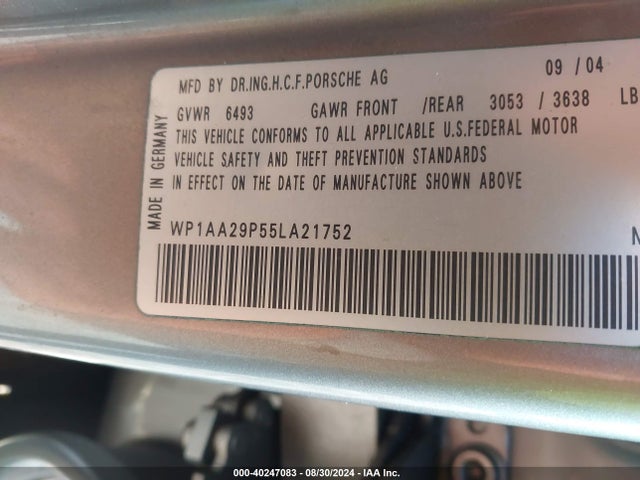 MFD BY DR.ING.H.C.F.PORSCHE AG 09 / 04
GVWR 6493 GAWR FRONT /REAR 3053 / 3638 LB
THIS VEHICLE CONFORMS TO ALL APPLICABLE U.S.FEDERAL MOTOR
VEHICLE SAFETY AND THEFT PREVENTION STANDARDS
IN EFFECT ON THE DATE OF MANUFACTURE SHOWN ABOVE
WP1AA29P55LA21752
MADE IN GERMANY
000-40247083 - 08/30/2024 - IAA Inc.